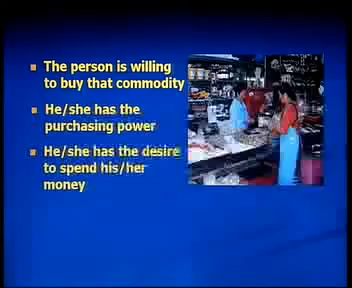 The person is willing
to buy that commodity
He/she has the
purchasing power
He/she has the desire
to spend his/her
money